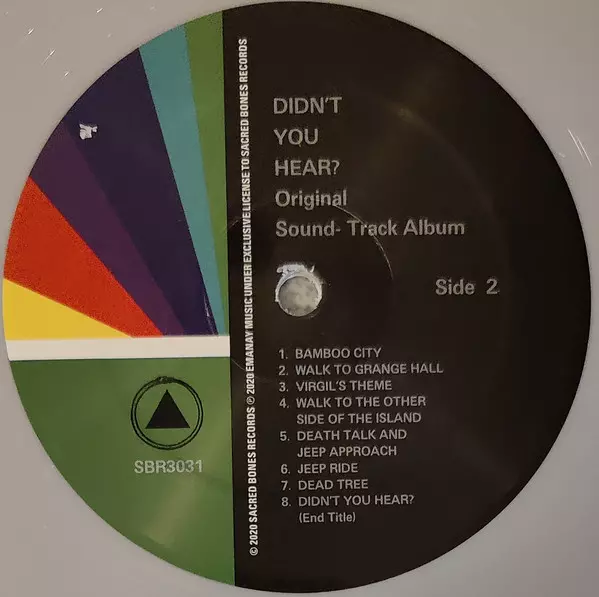 DIDN'T
YOU
HEAR?
Original
Sound- Track Album
Side 2
1. BAMBOO CITY
2. WALK TO GRANGE HALL
3. VIRGIL'S THEME
4. WALK TO THE OTHER
SIDE OF THE ISLAND
5. DEATH TALK AND
JEEP APPROACH
6. JEEP RIDE
7. DEAD TREE
8. DIDN'T YOU HEAR?
(End Title)
SBR3031
© 2020 SACRED BONES RECORDS ℗ 2020 EMANAY MUSIC UNDER EXCLUSIVE LICENSE TO SACRED BONES RECORDS